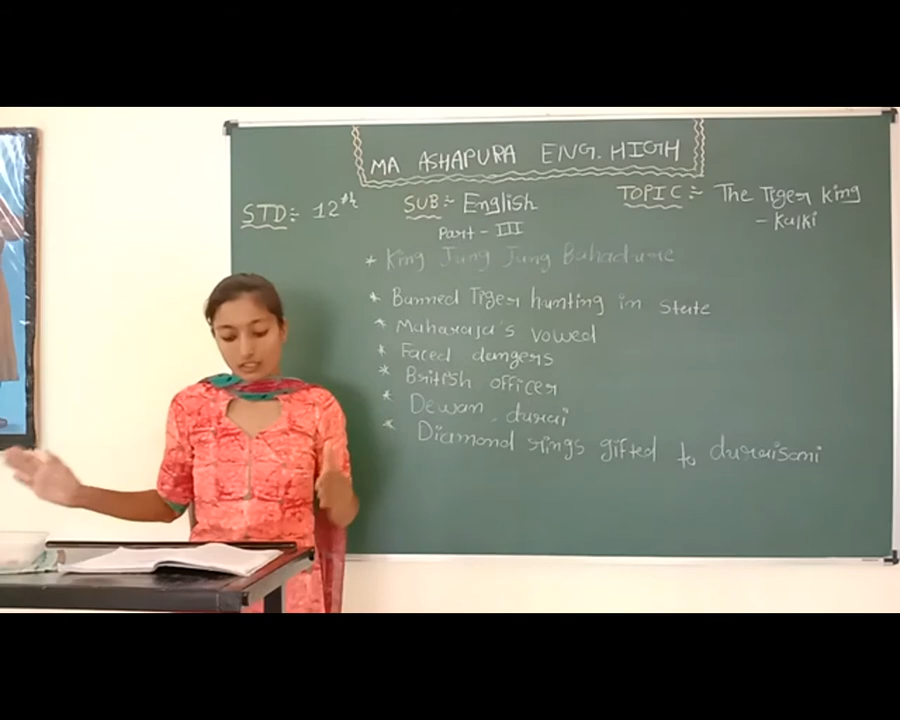 MA ASHAPURA ENG. HIGH
STD :- 12th SUB :- English TOPIC :- The Tiger King
Part - III - Kalki
* King Jung Jung Bahadure
* Banned Tiger hunting in state
* Maharaja's vowed
* Faced dangers
* British officer
* Dewan, durai
* Diamond rings gifted to duraisani